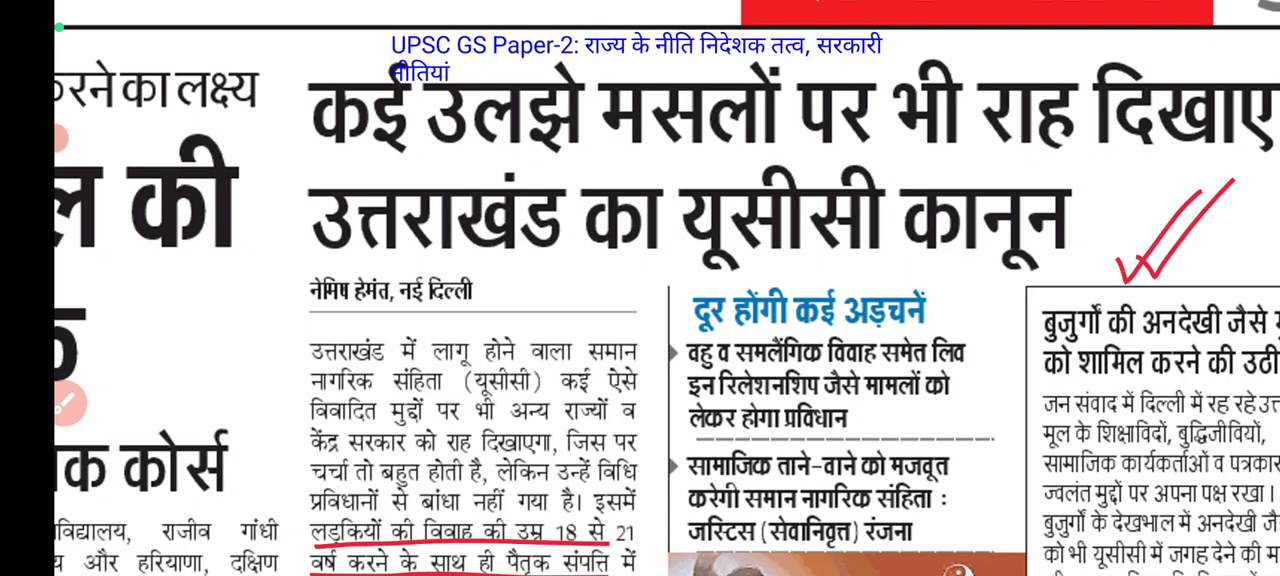 UPSC GS Paper-2: राज्य के नीति निदेशक तत्व, सरकारी
नीतियां
करने का लक्ष्य
की
कोर्स
राजीव गांधी
और हरियाणा, दक्षिण
कई उलझे मसलों पर भी राह दिखाए
उत्तराखंड का यूसीसी कानून
नेमिष हेमंत, नई दिल्ली
उत्तराखंड में लागू होने वाला समान
नागरिक संहिता (यूसीसी) कई ऐसे
विवादित मुद्दों पर भी अन्य राज्यों व
केंद्र सरकार को राह दिखाएगा, जिस पर
चर्चा तो बहुत होती है, लेकिन उन्हें विधि
प्रविधानों से बांधा नहीं गया है। इसमें
लड़कियों की विवाह की उम्र 18 से 21
वर्ष करने के साथ ही पैतृक संपत्ति में
दूर होंगी कई अड़चनें
वहु व समलैंगिक विवाह समेत लिव
इन रिलेशनशिप जैसे मामलों को
लेकर होगा प्रविधान
सामाजिक ताने-वाने को मजवूत
करेगी समान नागरिक संहिता :
जस्टिस (सेवानिवृत्त) रंजना
बुजुर्गों की अनदेखी जैसे
को शामिल करने की उठी
जन संवाद में दिल्ली में रह रहे उत्त
मूल के शिक्षाविदों, बुद्धिजीवियों,
सामाजिक कार्यकर्ताओं व पत्रकार
ज्वलंत मुद्दों पर अपना पक्ष रखा।
बुजुर्गों के देखभाल में अनदेखी जै
को भी यूसीसी में जगह देने की